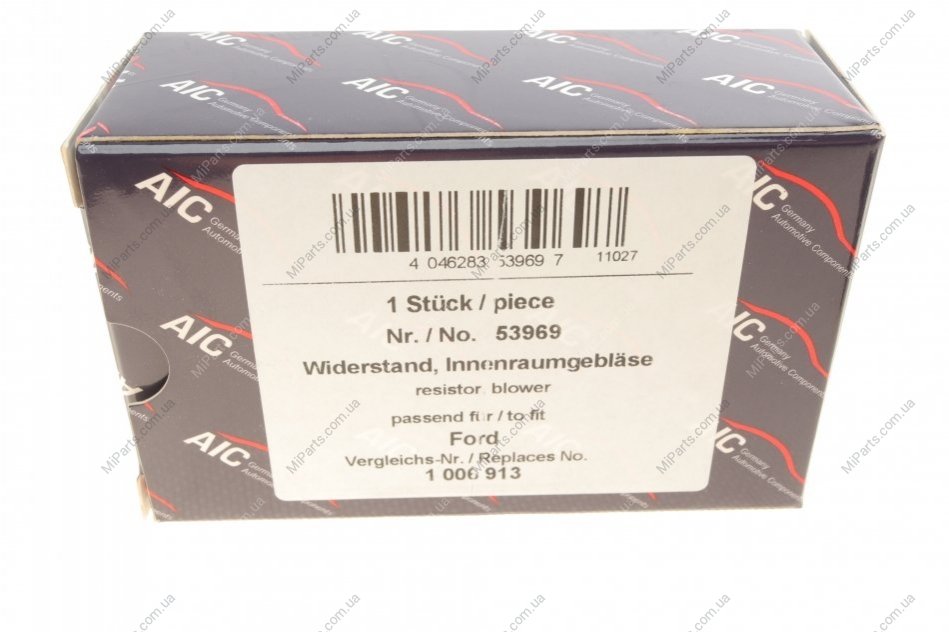 AIC Germany Automotive Components
4 046283 53969 7 11027
1 Stück / piece
Nr. / No. 53969
Widerstand, Innenraumgebläse
resistor, blower
passend für / to fit
Ford
Vergleichs-Nr. / Replaces No.
1 006 913
MiParts.com.ua